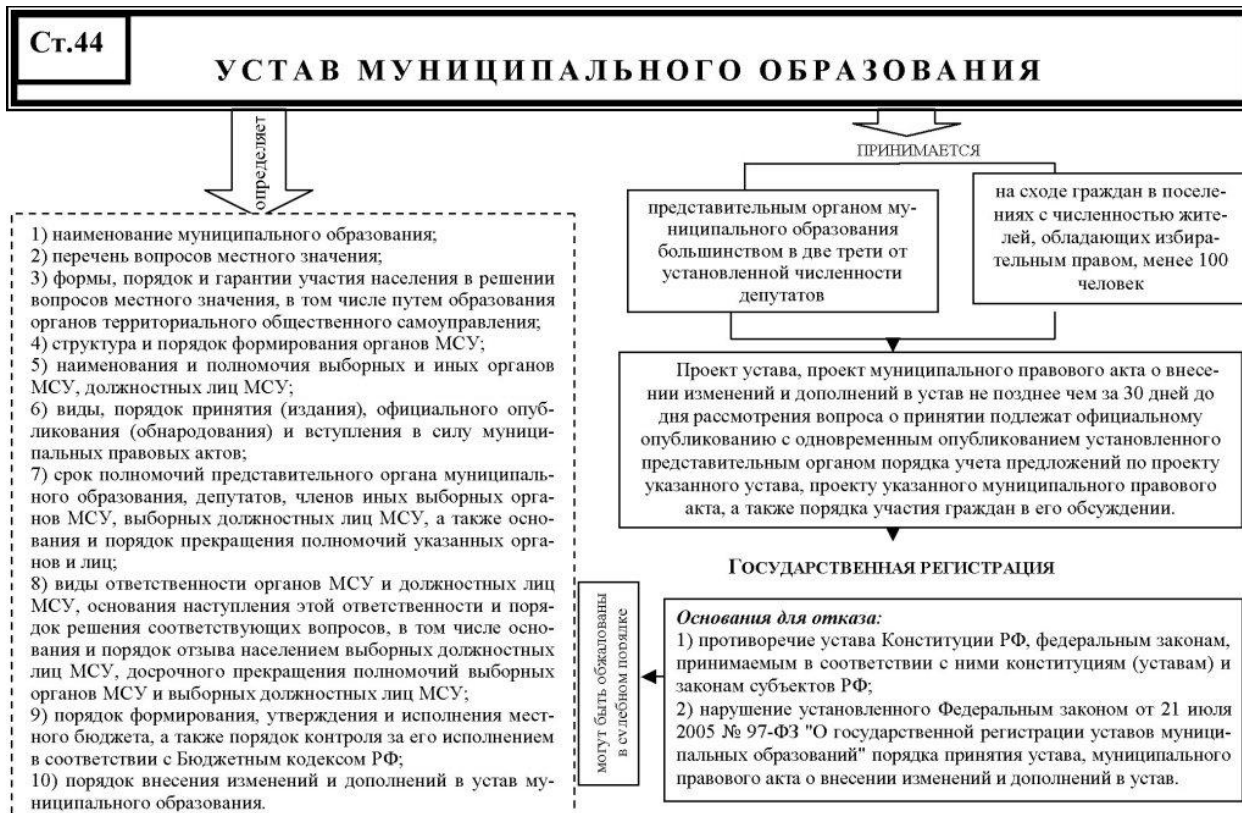 Ст.44
УСТАВ МУНИЦИПАЛЬНОГО ОБРАЗОВАНИЯ
определяет
1) наименование муниципального образования;
2) перечень вопросов местного значения;
3) формы, порядок и гарантии участия населения в решении
вопросов местного значения, в том числе путем образования
органов территориального общественного самоуправления;
4) структура и порядок формирования органов МСУ;
5) наименования и полномочия выборных и иных органов
МСУ, должностных лиц МСУ;
6) виды, порядок принятия (издания), официального опуб-
ликования (обнародования) и вступления в силу муници-
пальных правовых актов;
7) срок полномочий представительного органа муниципаль-
ного образования, депутатов, членов иных выборных орга-
нов МСУ, выборных должностных лиц МСУ, а также осно-
вания и порядок прекращения полномочий указанных орга-
нов и лиц;
8) виды ответственности органов МСУ и должностных лиц
МСУ, основания наступления этой ответственности и поря-
док решения соответствующих вопросов, в том числе осно-
вания и порядок отзыва населением выборных должностных
лиц МСУ, досрочного прекращения полномочий выборных
органов МСУ и выборных должностных лиц МСУ;
9) порядок формирования, утверждения и исполнения мест-
ного бюджета, а также порядок контроля за его исполнением
в соответствии с Бюджетным кодексом РФ;
10) порядок внесения изменений и дополнений в устав му-
ниципального образования.
ПРИНИМАЕТСЯ
представительным органом му-
ниципального образования
большинством в две трети от
установленной численности
депутатов
на сходе граждан в поселе-
ниях с численностью жите-
лей, обладающих избира-
тельным правом, менее 100
человек
Проект устава, проект муниципального правового акта о внесе-
нии изменений и дополнений в устав не позднее чем за 30 дней до
дня рассмотрения вопроса о принятии подлежат официальному
опубликованию с одновременным опубликованием установленного
представительным органом порядка учета предложений по проекту
указанного устава, проекту указанного муниципального правового
акта, а также порядка участия граждан в его обсуждении.
ГОСУДАРСТВЕННАЯ РЕГИСТРАЦИЯ
Основания для отказа:
1) противоречие устава Конституции РФ, федеральным законам,
принимаемым в соответствии с ними конституциям (уставам) и
законам субъектов РФ;
2) нарушение установленного Федеральным законом от 21 июля
2005 № 97-ФЗ "О государственной регистрации уставов муници-
пальных образований" порядка принятия устава, муниципального
правового акта о внесении изменений и дополнений в устав.
могут быть обжалованы
в судебном порядке